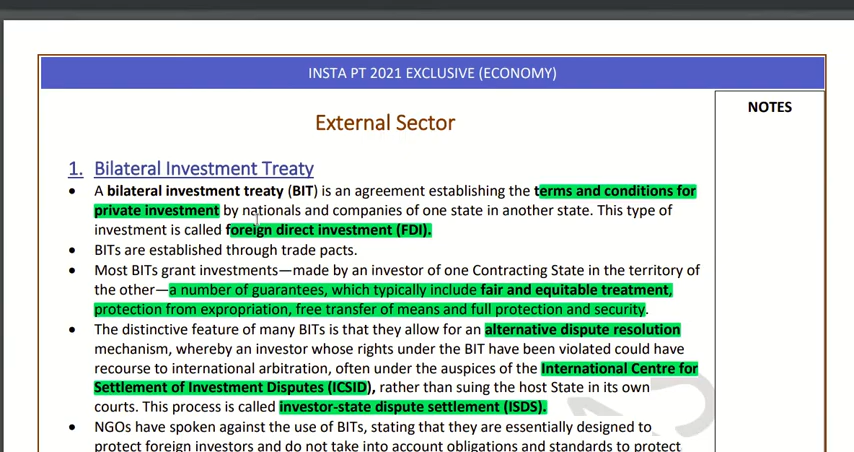 INSTA PT 2021 EXCLUSIVE (ECONOMY)
NOTES
External Sector
1. Bilateral Investment Treaty
• A bilateral investment treaty (BIT) is an agreement establishing the terms and conditions for
private investment by nationals and companies of one state in another state. This type of
investment is called foreign direct investment (FDI).
• BITs are established through trade pacts.
• Most BITs grant investments—made by an investor of one Contracting State in the territory of
the other—a number of guarantees, which typically include fair and equitable treatment,
protection from expropriation, free transfer of means and full protection and security.
• The distinctive feature of many BITs is that they allow for an alternative dispute resolution
mechanism, whereby an investor whose rights under the BIT have been violated could have
recourse to international arbitration, often under the auspices of the International Centre for
Settlement of Investment Disputes (ICSID), rather than suing the host State in its own
courts. This process is called investor-state dispute settlement (ISDS).
• NGOs have spoken against the use of BITs, stating that they are essentially designed to
protect foreign investors and do not take into account obligations and standards to protect